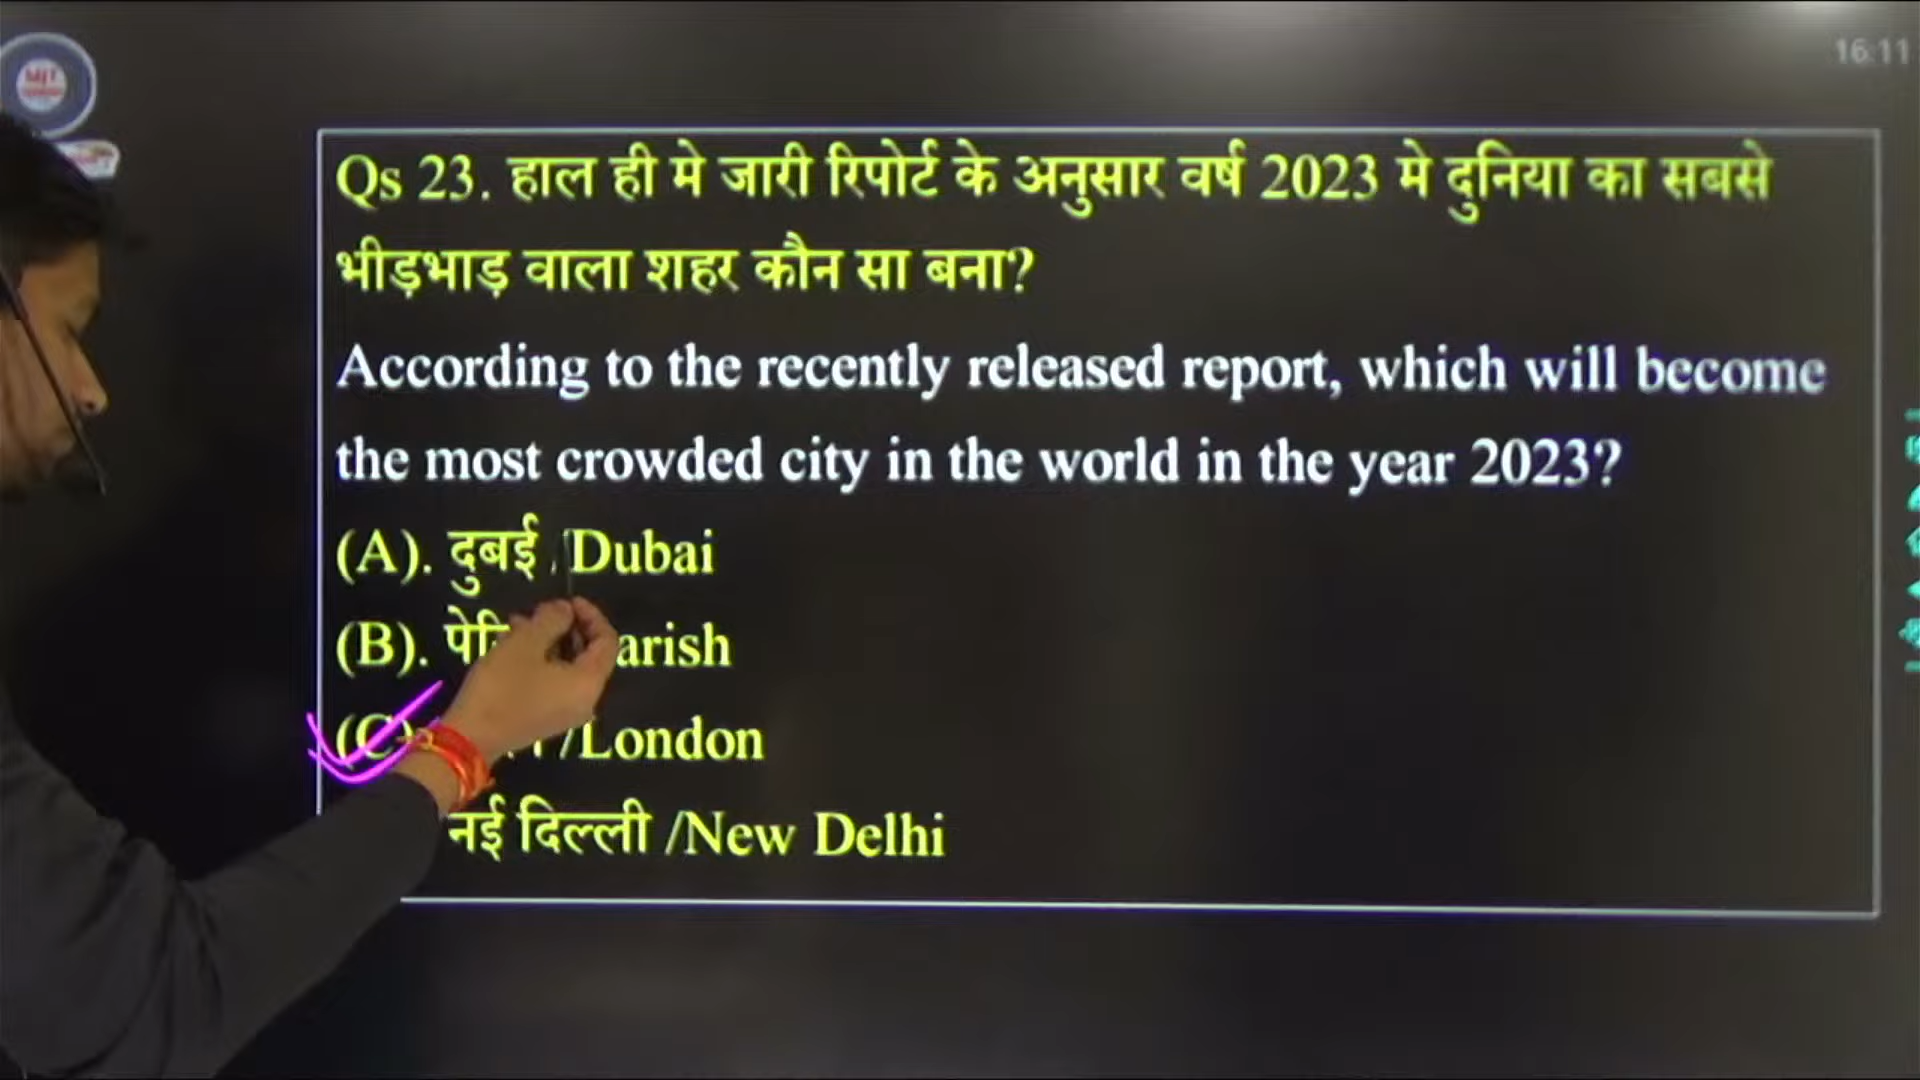 16:11
Qs 23. हाल ही मे जारी रिपोर्ट के अनुसार वर्ष 2023 मे दुनिया का सबसे
भीड़भाड़ वाला शहर कौन सा बना?
According to the recently released report, which will become
the most crowded city in the world in the year 2023?
(A). दुबई /Dubai
(B). arish
(C) /London
नई दिल्ली /New Delhi